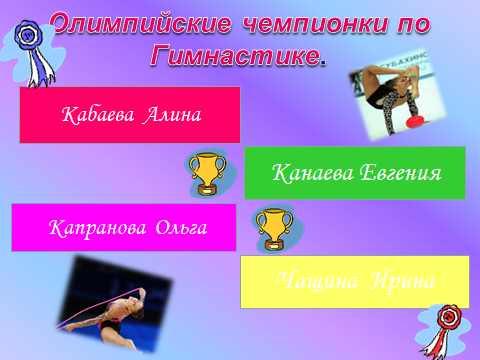 Олимпийские чемпионки по
Гимнастике.
Кабаева Алина
Канаева Евгения
Капранова Ольга
Чащина Ирина